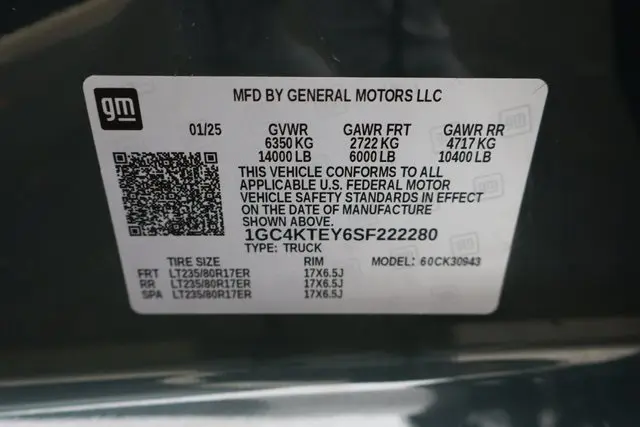 gm
MFD BY GENERAL MOTORS LLC
01/25 GVWR GAWR FRT GAWR RR
6350 KG 2722 KG 4717 KG
14000 LB 6000 LB 10400 LB
THIS VEHICLE CONFORMS TO ALL
APPLICABLE U.S. FEDERAL MOTOR
VEHICLE SAFETY STANDARDS IN EFFECT
ON THE DATE OF MANUFACTURE
SHOWN ABOVE.
1GC4KTEY6SF222280
TYPE: TRUCK
TIRE SIZE RIM MODEL: 60CK30943
FRT LT235/80R17ER 17X6.5J
RR LT235/80R17ER 17X6.5J
SPA LT235/80R17ER 17X6.5J